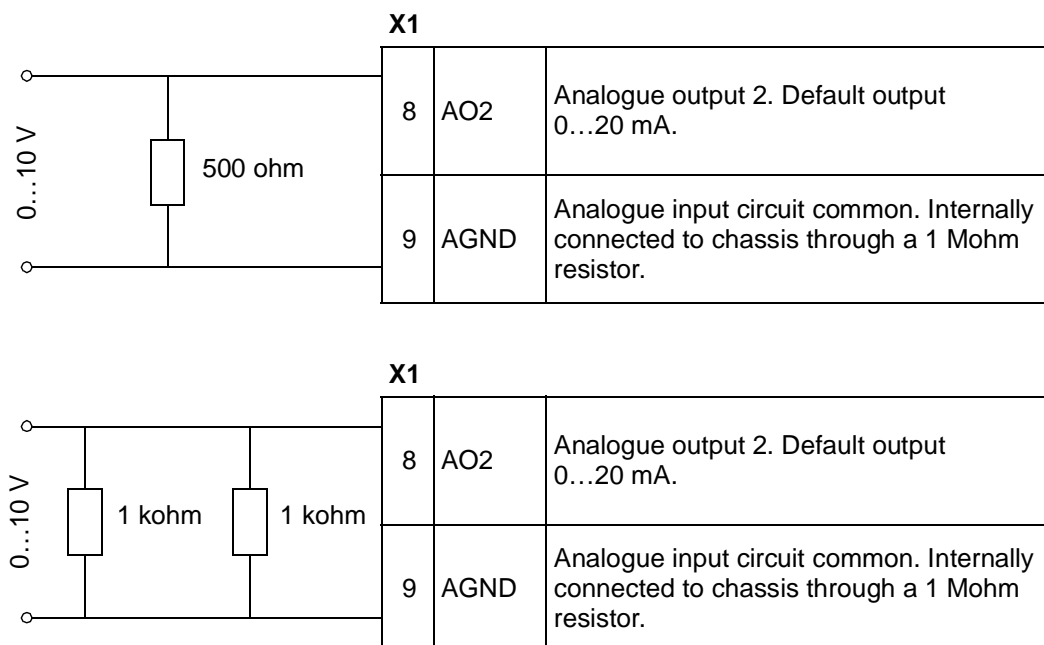 X1
0…10 V
500 ohm
8 AO2 Analogue output 2. Default output
0…20 mA.
9 AGND Analogue input circuit common. Internally
connected to chassis through a 1 Mohm
resistor.
X1
0…10 V
1 kohm 1 kohm
8 AO2 Analogue output 2. Default output
0…20 mA.
9 AGND Analogue input circuit common. Internally
connected to chassis through a 1 Mohm
resistor.